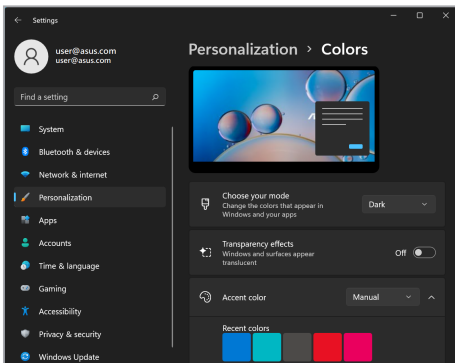 Settings
user@asus.com
user@asus.com
Find a setting
System
Bluetooth & devices
Network & internet
Personalization
Apps
Accounts
Time & language
Gaming
Accessibility
Privacy & security
Windows Update
Personalization > Colors
Choose your mode
Change the colors that appear in
Windows and your apps
Dark
Transparency effects
Windows and surfaces appear
translucent
Off
Accent color
Manual
Recent colors